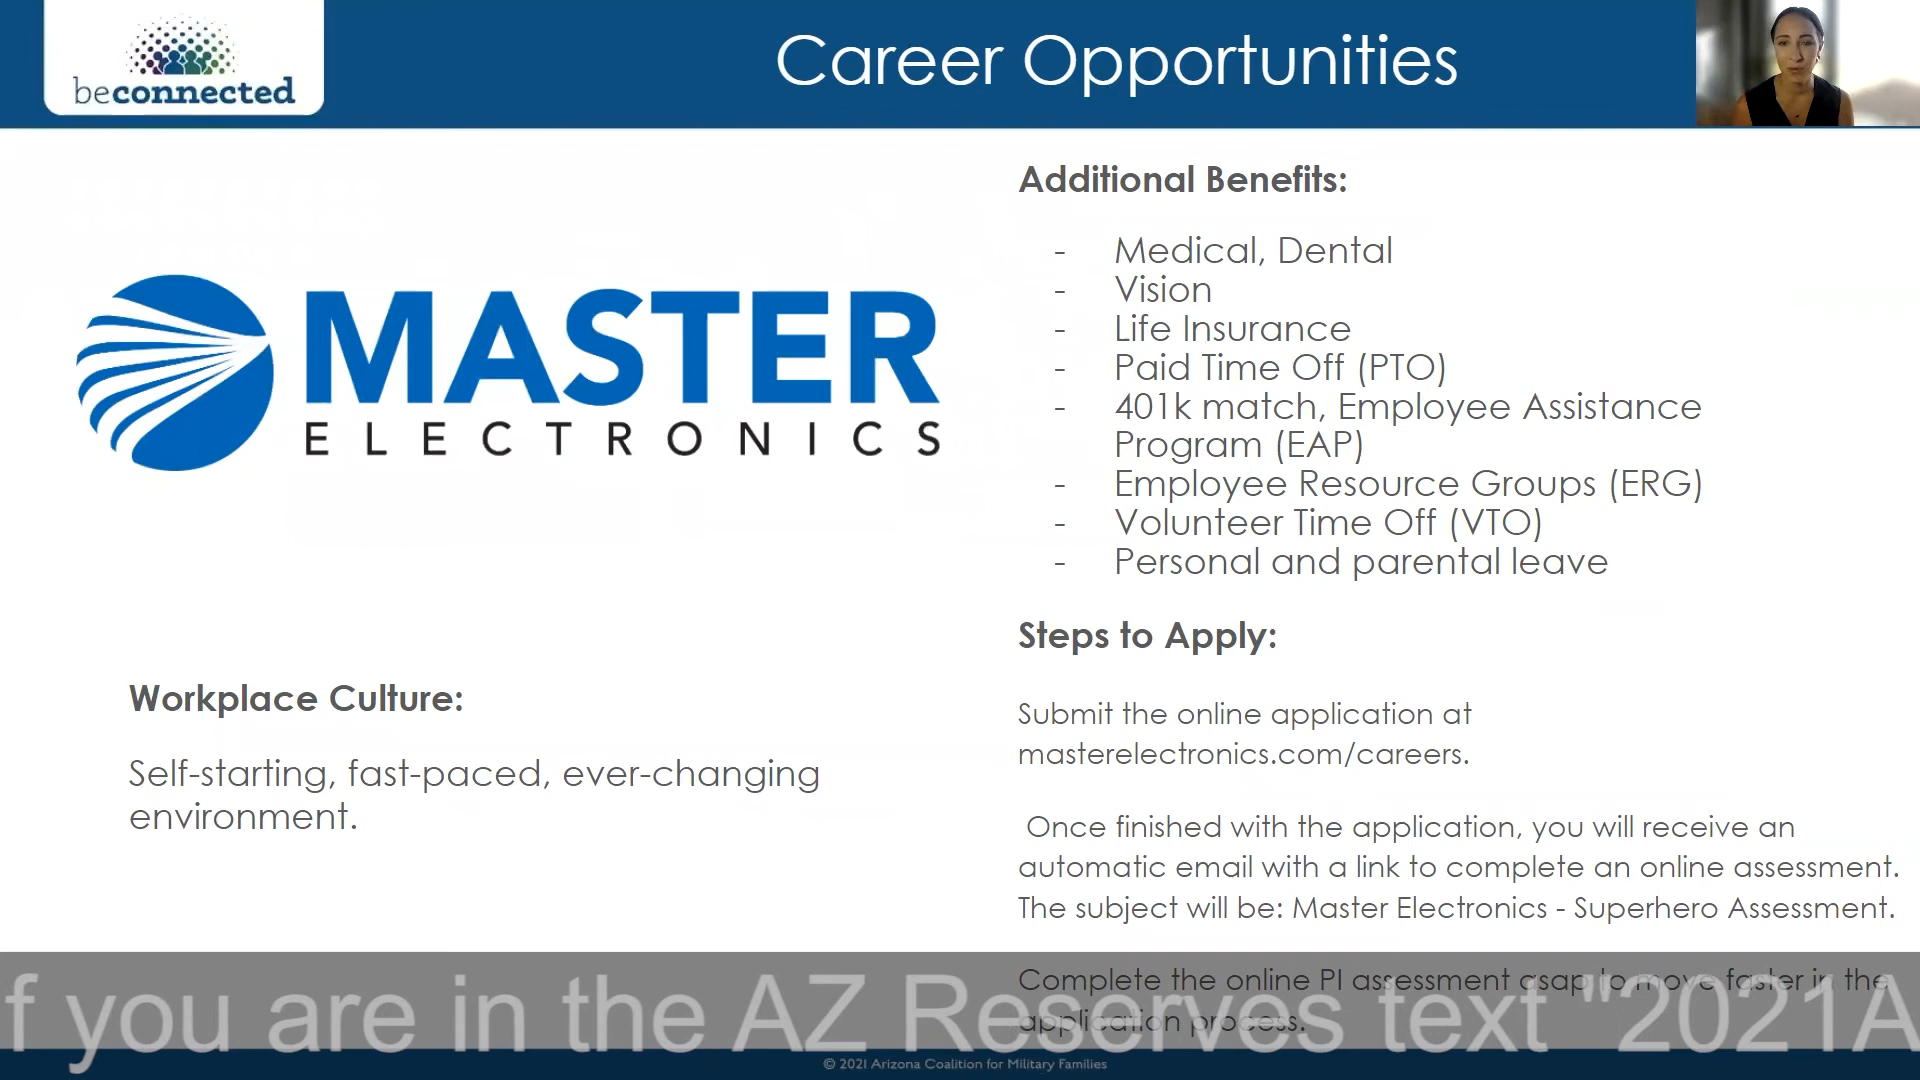 beconnected
Career Opportunities
MASTER
ELECTRONICS
Workplace Culture:
Self-starting, fast-paced, ever-changing
environment.
Additional Benefits:
- Medical, Dental
- Vision
- Life Insurance
- Paid Time Off (PTO)
- 401k match, Employee Assistance
Program (EAP)
- Employee Resource Groups (ERG)
- Volunteer Time Off (VTO)
- Personal and parental leave
Steps to Apply:
Submit the online application at
masterelectronics.com/careers.
Once finished with the application, you will receive an
automatic email with a link to complete an online assessment.
The subject will be: Master Electronics - Superhero Assessment.
Complete the online PI assessment asap to move faster in the
application process.
f you are in the AZ Reserves text "2021A
© 2021 Arizona Coalition for Military Families